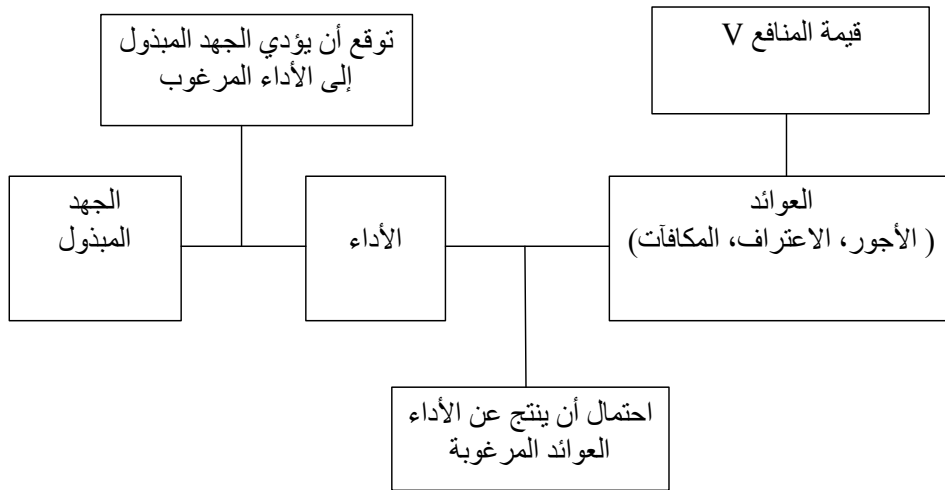 توقع أن يؤدي الجهد المبذول
إلى الأداء المرغوب
قيمة المنافع V
الجهد
المبذول
الأداء
العوائد
( الأجور، الاعتراف، المكافآت)
احتمال أن ينتج عن الأداء
العوائد المرغوبة